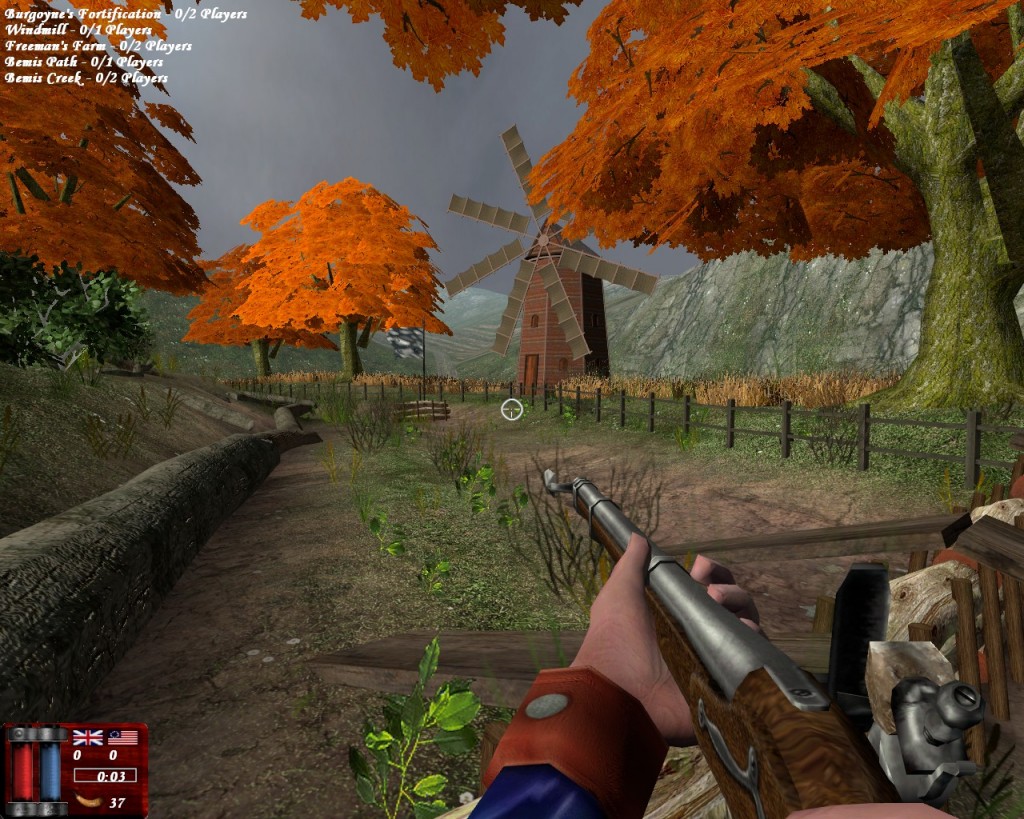 Burgoyne's Fortification - 0/2 Players
Windmill - 0/1 Players
Freeman's Farm - 0/2 Players
Bemis Path - 0/1 Players
Bemis Creek - 0/2 Players
0 0
0:03
37